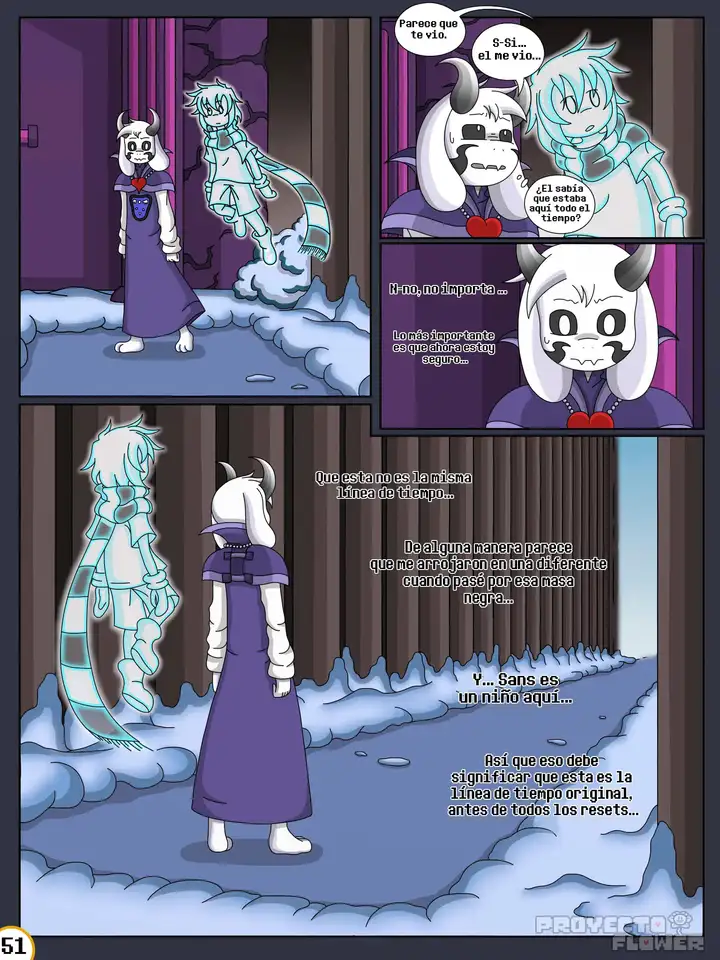 Parece que
te vio.
S-Si...
el me vio...
¿El sabía
que estaba
aquí todo el
tiempo?
N-no, no importa ...
Lo más importante
es que ahora estoy
seguro...
Que esta no es la misma
línea de tiempo...
De alguna manera parece
que me arrojaron en una diferente
cuando pasé por esa masa
negra...
Y... Sans es
un niño aquí...
Así que eso debe
significar que esta es la
línea de tiempo original,
antes de todos los resets...
PROYECTO
FLOWER
51